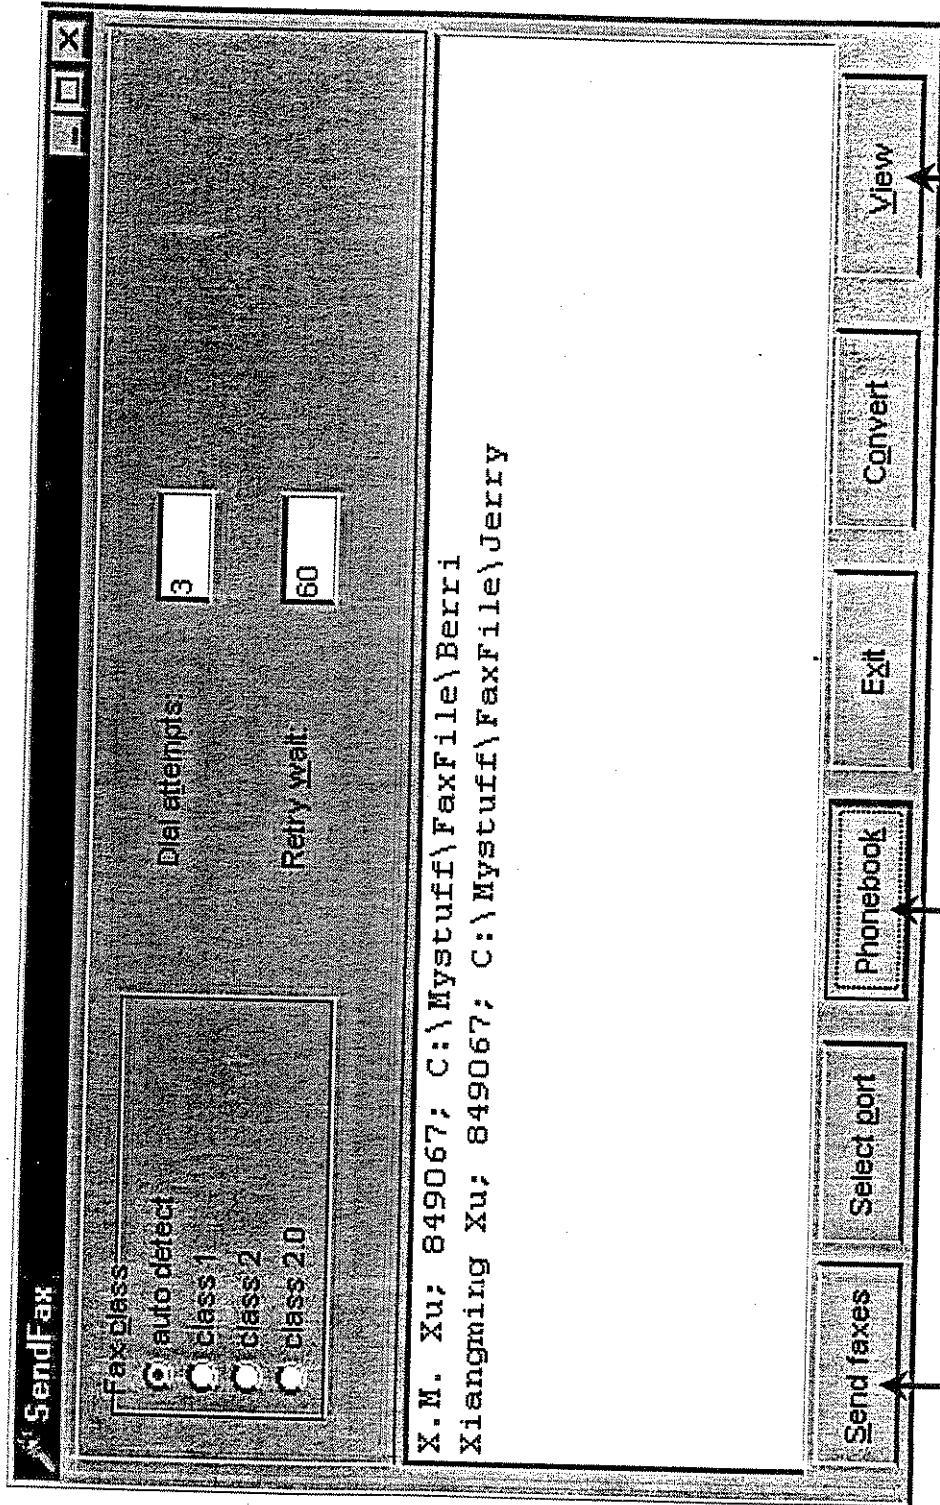 SendFax
Fax class
auto detect
class 1
class 2
class 2.0
Dial attempts:
3
Retry wait:
60
X.M. Xu; 849067; C:\Mystuff\FaxFile\Berri
Xiangming Xu; 849067; C:\Mystuff\FaxFile\Jerry
Send faxes
Select port
Phonebook
Exit
Convert
View